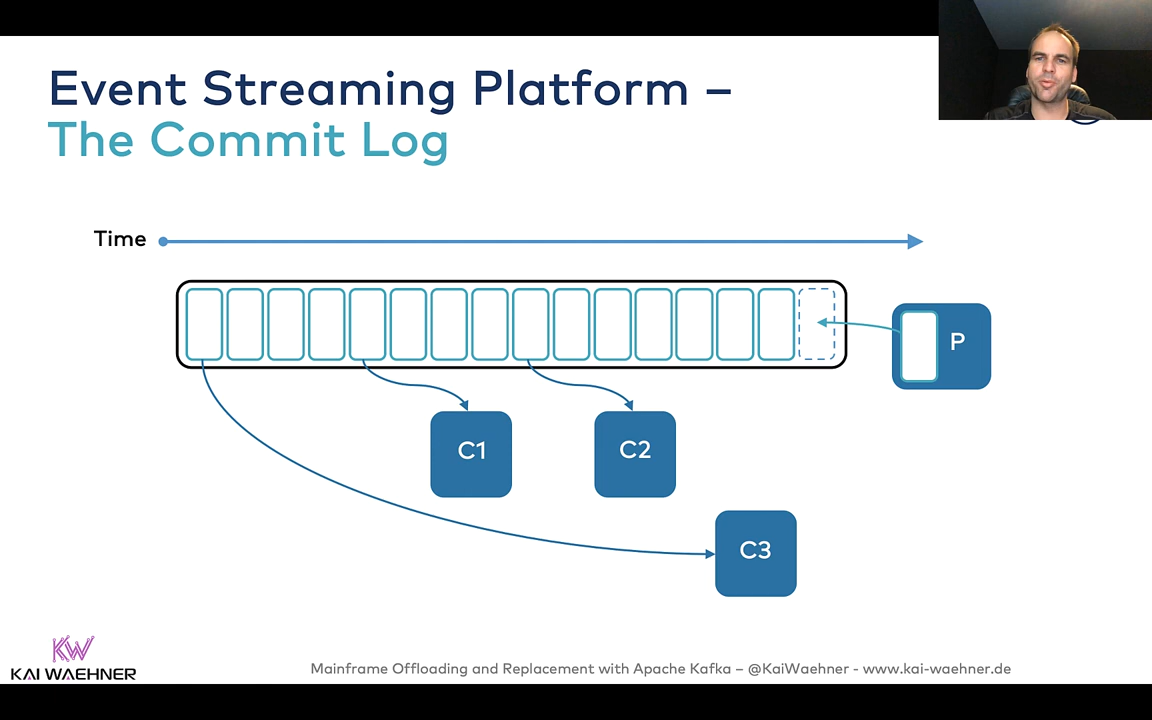 Event Streaming Platform –
The Commit Log
Time
P
C1
C2
C3
KW
KAI WAEHNER
Mainframe Offloading and Replacement with Apache Kafka – @KaiWaehner - www.kai-waehner.de